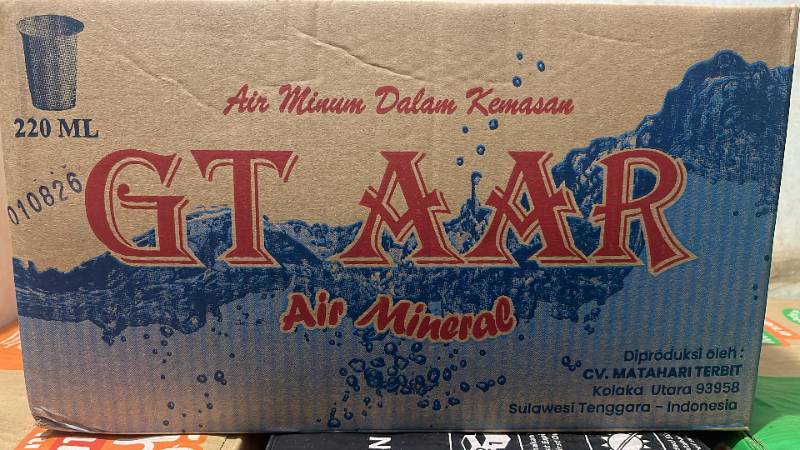 Air Minum Dalam Kemasan
220 ML
010826
GT AAR
Air Mineral
Diproduksi oleh :
CV. MATAHARI TERBIT
Kolaka Utara 93958
Sulawesi Tenggara - Indonesia